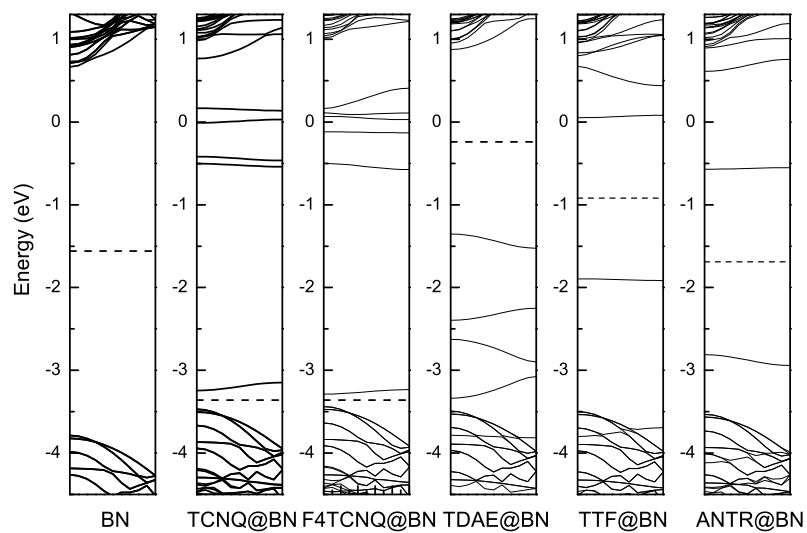 Energy (eV)
1 1 1 1 1 1
0 0 0 0 0 0
-1 -1 -1 -1 -1 -1
-2 -2 -2 -2 -2 -2
-3 -3 -3 -3 -3 -3
-4 -4 -4 -4 -4 -4
BN TCNQ@BN F4TCNQ@BN TDAE@BN TTF@BN ANTR@BN